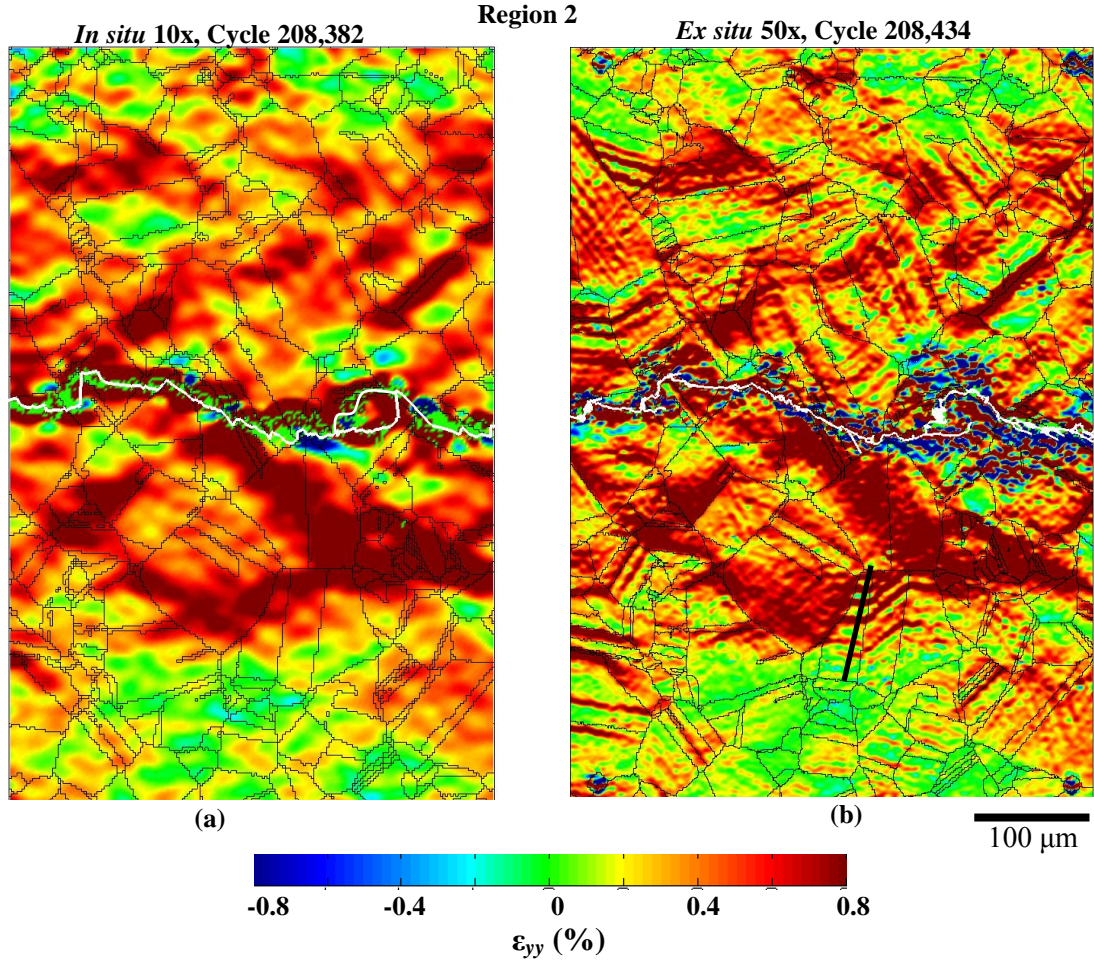 Region 2
In situ 10x, Cycle 208,382
Ex situ 50x, Cycle 208,434
(a)
(b)
100 μm
-0.8 -0.4 0 0.4 0.8
εyy (%)